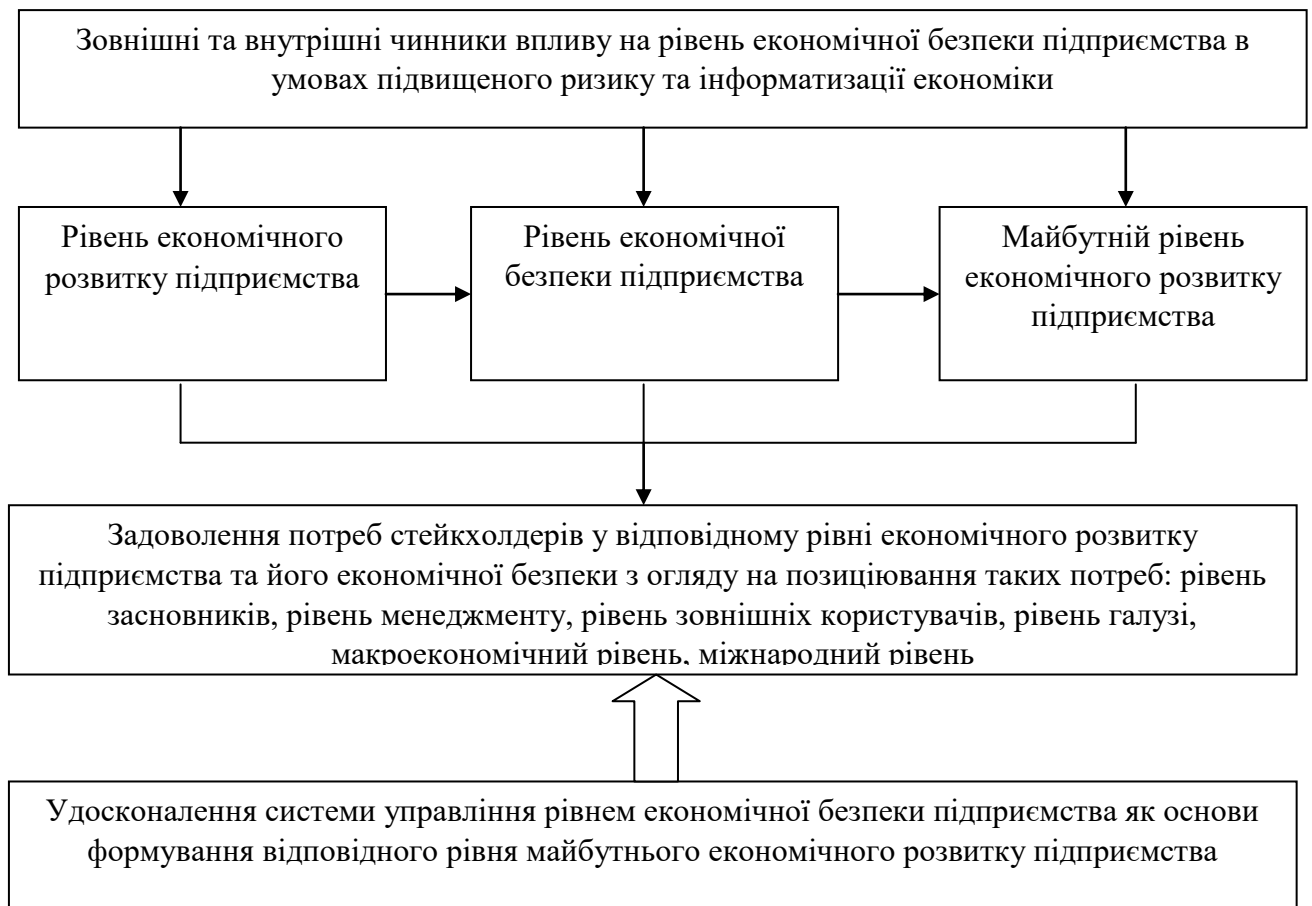 Зовнішні та внутрішні чинники впливу на рівень економічної безпеки підприємства в
умовах підвищеного ризику та інформатизації економіки
Рівень економічного
розвитку підприємства
Рівень економічної
безпеки підприємства
Майбутній рівень
економічного розвитку
підприємства
Задоволення потреб стейкхолдерів у відповідному рівні економічного розвитку
підприємства та його економічної безпеки з огляду на позиціювання таких потреб: рівень
засновників, рівень менеджменту, рівень зовнішніх користувачів, рівень галузі,
макроекономічний рівень, міжнародний рівень
Удосконалення системи управління рівнем економічної безпеки підприємства як основи
формування відповідного рівня майбутнього економічного розвитку підприємства